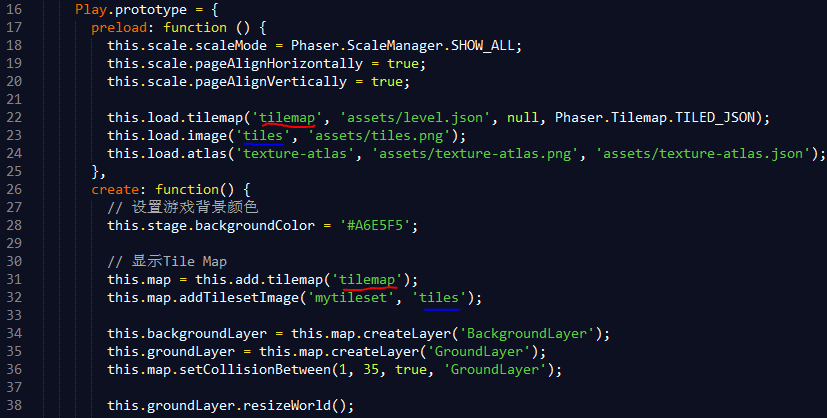 16 Play.prototype = {
17 preload: function () {
18 this.scale.scaleMode = Phaser.ScaleManager.SHOW_ALL;
19 this.scale.pageAlignHorizontally = true;
20 this.scale.pageAlignVertically = true;
21
22 this.load.tilemap('tilemap', 'assets/level.json', null, Phaser.Tilemap.TILED_JSON);
23 this.load.image('tiles', 'assets/tiles.png');
24 this.load.atlas('texture-atlas', 'assets/texture-atlas.png', 'assets/texture-atlas.json');
25 },
26 create: function() {
27 // 设置游戏背景颜色
28 this.stage.backgroundColor = '#A6E5F5';
29
30 // 显示Tile Map
31 this.map = this.add.tilemap('tilemap');
32 this.map.addTilesetImage('mytileset', 'tiles');
33
34 this.backgroundLayer = this.map.createLayer('BackgroundLayer');
35 this.groundLayer = this.map.createLayer('GroundLayer');
36 this.map.setCollisionBetween(1, 35, true, 'GroundLayer');
37
38 this.groundLayer.resizeWorld();